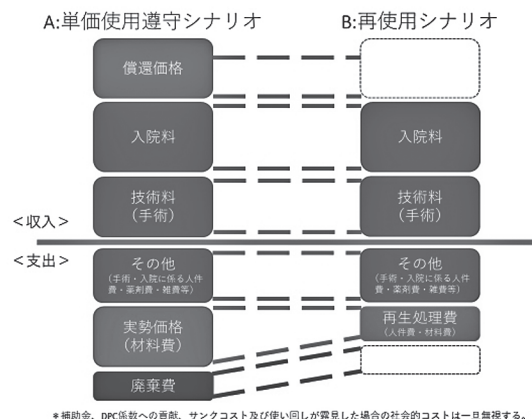 A:単価使用遵守シナリオ B:再使用シナリオ
償還価格
入院料 入院料
技術料 技術料
(手術) (手術)
<収入>
<支出>
その他 その他
(手術・入院に係る人件 (手術・入院に係る人件
費・薬剤費・雑費等) 費・薬剤費・雑費等)
実勢価格 再生処理費
(材料費) (人件費・材料費)
廃棄費
*補助金、DPC係数への貢献、サンクコスト及び使い回しが露見した場合の社会的コストは一旦無視する。